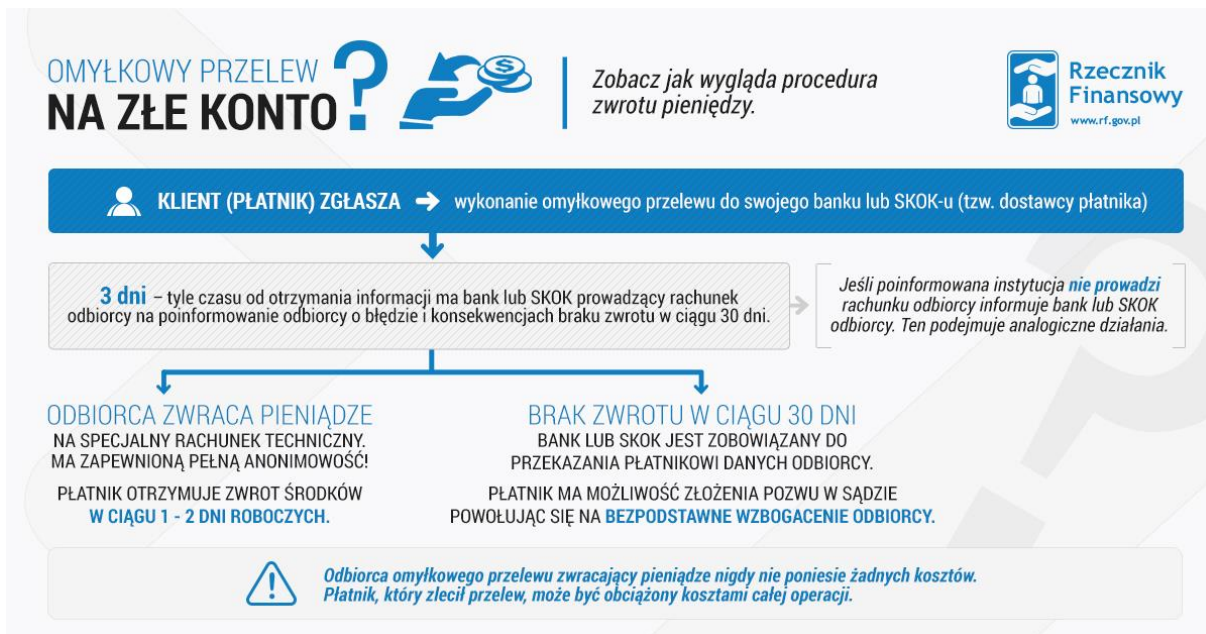 OMYŁKOWY PRZELEW
NA ZŁE KONTO?
Zobacz jak wygląda procedura
zwrotu pieniędzy.
Rzecznik
Finansowy
www.rf.gov.pl
KLIENT (PŁATNIK) ZGŁASZA → wykonanie omyłkowego przelewu do swojego banku lub SKOK-u (tzw. dostawcy płatnika)
3 dni – tyle czasu od otrzymania informacji ma bank lub SKOK prowadzący rachunek
odbiorcy na poinformowanie odbiorcy o błędzie i konsekwencjach braku zwrotu w ciągu 30 dni.
Jeśli poinformowana instytucja nie prowadzi
rachunku odbiorcy informuje bank lub SKOK
odbiorcy. Ten podejmuje analogiczne działania.
ODBIORCA ZWRACA PIENIĄDZE
NA SPECJALNY RACHUNEK TECHNICZNY.
MA ZAPEWNIONĄ PEŁNĄ ANONIMOWOŚĆ!
PŁATNIK OTRZYMUJE ZWROT ŚRODKÓW
W CIĄGU 1 - 2 DNI ROBOCZYCH.
BRAK ZWROTU W CIĄGU 30 DNI
BANK LUB SKOK JEST ZOBOWIĄZANY DO
PRZEKAZANIA PŁATNIKOWI DANYCH ODBIORCY.
PŁATNIK MA MOŻLIWOŚĆ ZŁOŻENIA POZWU W SĄDZIE
POWOŁUJĄC SIĘ NA BEZPODSTAWNE WZBOGACENIE ODBIORCY.
Odbiorca omyłkowego przelewu zwracający pieniądze nigdy nie poniesie żadnych kosztów.
Płatnik, który zlecił przelew, może być obciążony kosztami całej operacji.